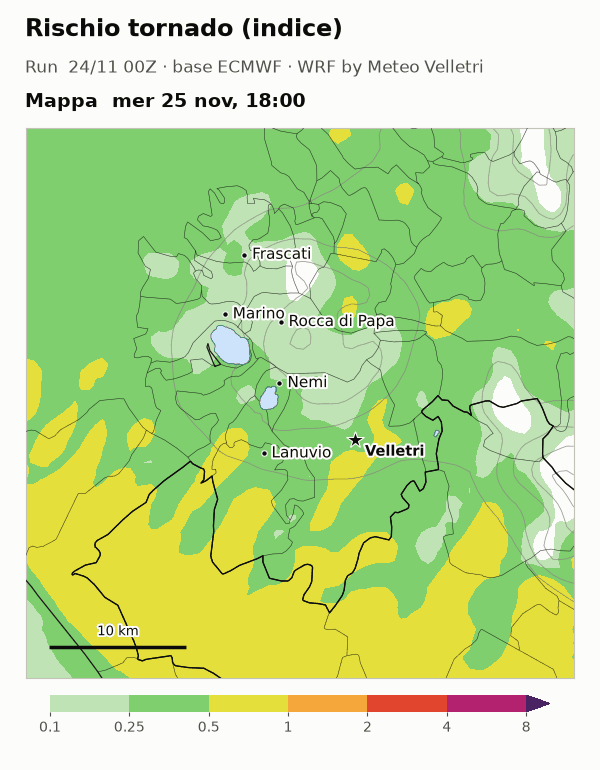 Rischio tornado (indice)
Run  24/11 00Z · base ECMWF · WRF by Meteo Velletri
Mappa  mer 25 nov, 18:00
Frascati
Marino
Rocca di Papa
Nemi
Velletri
Lanuvio
10 km
0.1 0.25 0.5 1 2 4 8